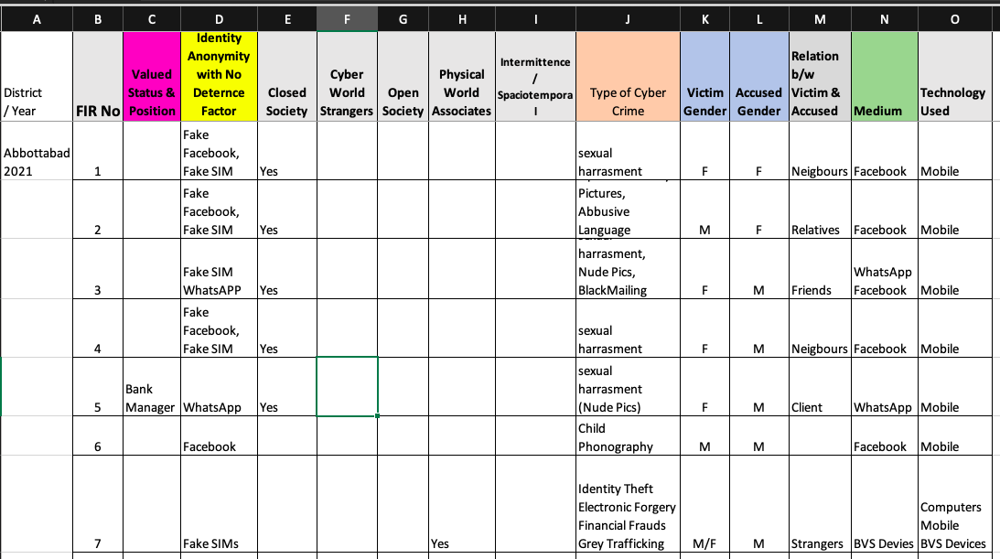 A B C D E F G H I J K L M N O
District
/ Year
FIR No
Valued
Status &
Position
Identity
Anonymity
with No
Deternce
Factor
Closed
Society
Cyber
World
Strangers
Open
Society
Physical
World
Associates
Intermittence
/
Spaciotempora
l
Type of Cyber
Crime
Victim
Gender
Accused
Gender
Relation
b/w
Victim &
Accused
Medium
Technology
Used
Abbottabad
2021
1
Fake
Facebook,
Fake SIM
Yes
sexual
harrasment
F
F
Neigbours
Facebook
Mobile
2
Fake
Facebook,
Fake SIM
Yes
Pictures,
Abbusive
Language
M
F
Relatives
Facebook
Mobile
3
Fake SIM
WhatsAPP
Yes
harrasment,
Nude Pics,
BlackMailing
F
M
Friends
WhatsApp
Facebook
Mobile
4
Fake
Facebook,
Fake SIM
Yes
sexual
harrasment
F
M
Neigbours
Facebook
Mobile
5
Bank
Manager
WhatsApp
Yes
sexual
harrasment
(Nude Pics)
F
M
Client
WhatsApp
Mobile
6
Facebook
Child
Phonography
M
M
Facebook
Mobile
7
Fake SIMs
Yes
Identity Theft
Electronic Forgery
Financial Frauds
Grey Trafficking
M/F
M
Strangers
BVS Devies
Computers
Mobile
BVS Devices